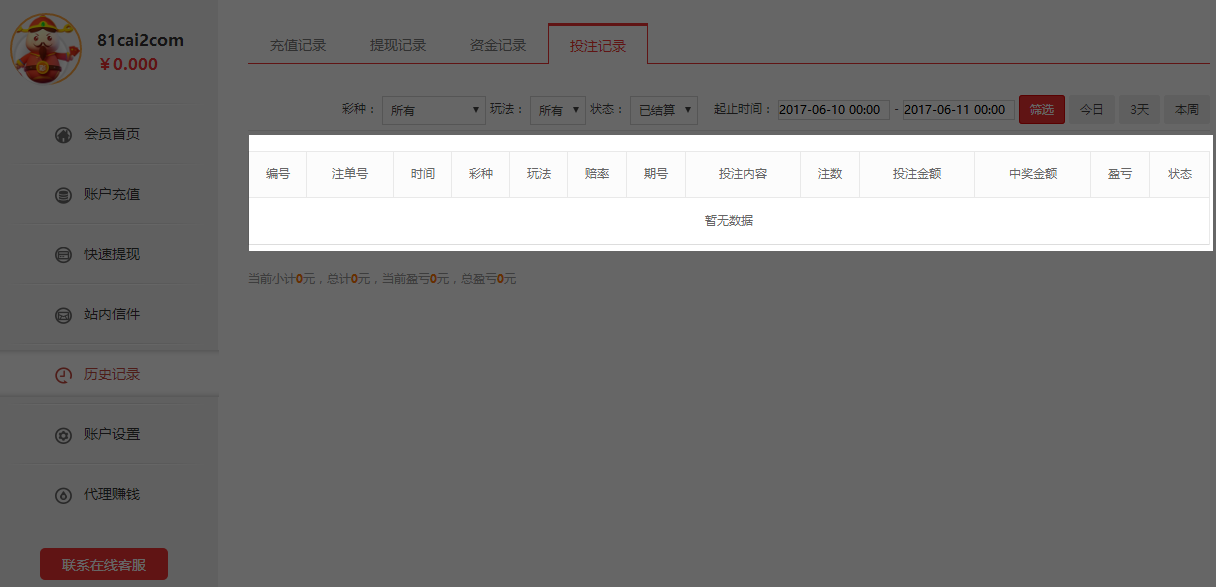 81cai2com
￥0.000
会员首页
账户充值
快速提现
站内信件
历史记录
账户设置
代理赚钱
联系在线客服
充值记录 提现记录 资金记录 投注记录
彩种： 所有 玩法： 所有 状态： 已结算 起止时间： 2017-06-10 00:00 - 2017-06-11 00:00 筛选 今日 3天 本周
编号 注单号 时间 彩种 玩法 赔率 期号 投注内容 注数 投注金额 中奖金额 盈亏 状态
暂无数据
当前小计0元，总计0元，当前盈亏0元，总盈亏0元